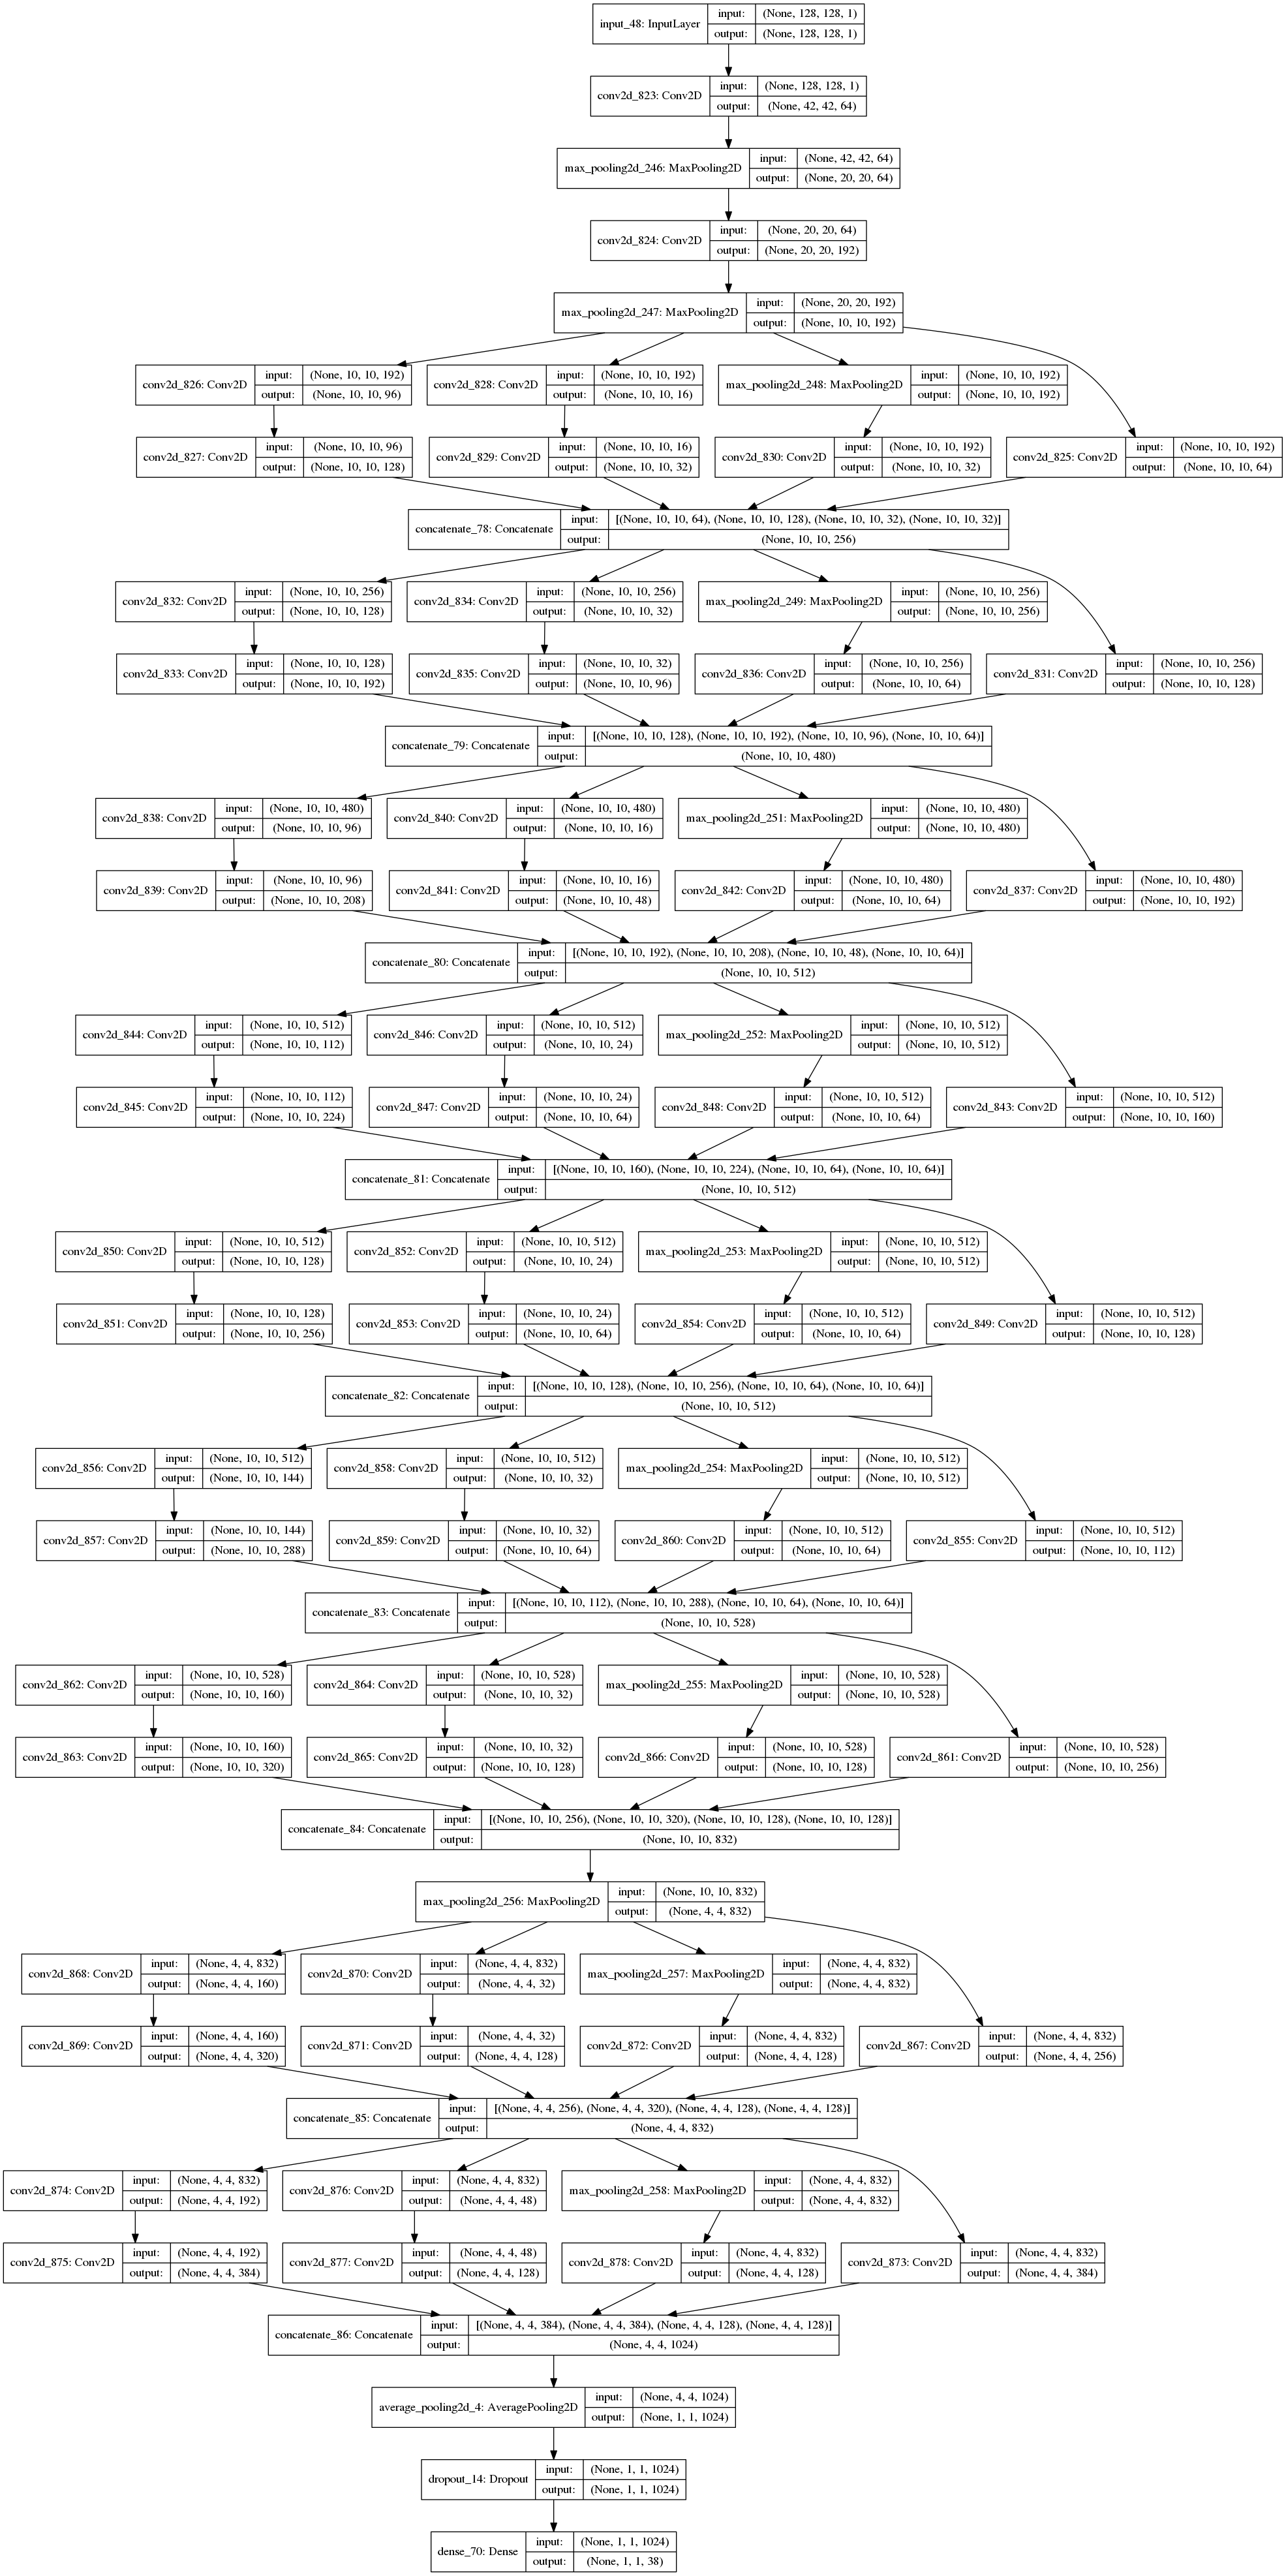 input_48: InputLayer
input: (None, 128, 128, 1)
output: (None, 128, 128, 1)
conv2d_823: Conv2D
input: (None, 128, 128, 1)
output: (None, 42, 42, 64)
max_pooling2d_246: MaxPooling2D
input: (None, 42, 42, 64)
output: (None, 20, 20, 64)
conv2d_824: Conv2D
input: (None, 20, 20, 64)
output: (None, 20, 20, 192)
max_pooling2d_247: MaxPooling2D
input: (None, 20, 20, 192)
output: (None, 10, 10, 192)
conv2d_826: Conv2D
input: (None, 10, 10, 192)
output: (None, 10, 10, 96)
conv2d_828: Conv2D
input: (None, 10, 10, 192)
output: (None, 10, 10, 16)
max_pooling2d_248: MaxPooling2D
input: (None, 10, 10, 192)
output: (None, 10, 10, 192)
conv2d_827: Conv2D
input: (None, 10, 10, 96)
output: (None, 10, 10, 128)
conv2d_829: Conv2D
input: (None, 10, 10, 16)
output: (None, 10, 10, 32)
conv2d_830: Conv2D
input: (None, 10, 10, 192)
output: (None, 10, 10, 32)
conv2d_825: Conv2D
input: (None, 10, 10, 192)
output: (None, 10, 10, 64)
concatenate_78: Concatenate
input: [(None, 10, 10, 64), (None, 10, 10, 128), (None, 10, 10, 32), (None, 10, 10, 32)]
output: (None, 10, 10, 256)
conv2d_832: Conv2D
input: (None, 10, 10, 256)
output: (None, 10, 10, 128)
conv2d_834: Conv2D
input: (None, 10, 10, 256)
output: (None, 10, 10, 32)
max_pooling2d_249: MaxPooling2D
input: (None, 10, 10, 256)
output: (None, 10, 10, 256)
conv2d_833: Conv2D
input: (None, 10, 10, 128)
output: (None, 10, 10, 192)
conv2d_835: Conv2D
input: (None, 10, 10, 32)
output: (None, 10, 10, 96)
conv2d_836: Conv2D
input: (None, 10, 10, 256)
output: (None, 10, 10, 64)
conv2d_831: Conv2D
input: (None, 10, 10, 256)
output: (None, 10, 10, 128)
concatenate_79: Concatenate
input: [(None, 10, 10, 128), (None, 10, 10, 192), (None, 10, 10, 96), (None, 10, 10, 64)]
output: (None, 10, 10, 480)
conv2d_838: Conv2D
input: (None, 10, 10, 480)
output: (None, 10, 10, 96)
conv2d_840: Conv2D
input: (None, 10, 10, 480)
output: (None, 10, 10, 16)
max_pooling2d_251: MaxPooling2D
input: (None, 10, 10, 480)
output: (None, 10, 10, 480)
conv2d_839: Conv2D
input: (None, 10, 10, 96)
output: (None, 10, 10, 208)
conv2d_841: Conv2D
input: (None, 10, 10, 16)
output: (None, 10, 10, 48)
conv2d_842: Conv2D
input: (None, 10, 10, 480)
output: (None, 10, 10, 64)
conv2d_837: Conv2D
input: (None, 10, 10, 480)
output: (None, 10, 10, 192)
concatenate_80: Concatenate
input: [(None, 10, 10, 192), (None, 10, 10, 208), (None, 10, 10, 48), (None, 10, 10, 64)]
output: (None, 10, 10, 512)
conv2d_844: Conv2D
input: (None, 10, 10, 512)
output: (None, 10, 10, 112)
conv2d_846: Conv2D
input: (None, 10, 10, 512)
output: (None, 10, 10, 24)
max_pooling2d_252: MaxPooling2D
input: (None, 10, 10, 512)
output: (None, 10, 10, 512)
conv2d_845: Conv2D
input: (None, 10, 10, 112)
output: (None, 10, 10, 224)
conv2d_847: Conv2D
input: (None, 10, 10, 24)
output: (None, 10, 10, 64)
conv2d_848: Conv2D
input: (None, 10, 10, 512)
output: (None, 10, 10, 64)
conv2d_843: Conv2D
input: (None, 10, 10, 512)
output: (None, 10, 10, 160)
concatenate_81: Concatenate
input: [(None, 10, 10, 160), (None, 10, 10, 224), (None, 10, 10, 64), (None, 10, 10, 64)]
output: (None, 10, 10, 512)
conv2d_850: Conv2D
input: (None, 10, 10, 512)
output: (None, 10, 10, 128)
conv2d_852: Conv2D
input: (None, 10, 10, 512)
output: (None, 10, 10, 24)
max_pooling2d_253: MaxPooling2D
input: (None, 10, 10, 512)
output: (None, 10, 10, 512)
conv2d_851: Conv2D
input: (None, 10, 10, 128)
output: (None, 10, 10, 256)
conv2d_853: Conv2D
input: (None, 10, 10, 24)
output: (None, 10, 10, 64)
conv2d_854: Conv2D
input: (None, 10, 10, 512)
output: (None, 10, 10, 64)
conv2d_849: Conv2D
input: (None, 10, 10, 512)
output: (None, 10, 10, 128)
concatenate_82: Concatenate
input: [(None, 10, 10, 128), (None, 10, 10, 256), (None, 10, 10, 64), (None, 10, 10, 64)]
output: (None, 10, 10, 512)
conv2d_856: Conv2D
input: (None, 10, 10, 512)
output: (None, 10, 10, 144)
conv2d_858: Conv2D
input: (None, 10, 10, 512)
output: (None, 10, 10, 32)
max_pooling2d_254: MaxPooling2D
input: (None, 10, 10, 512)
output: (None, 10, 10, 512)
conv2d_857: Conv2D
input: (None, 10, 10, 144)
output: (None, 10, 10, 288)
conv2d_859: Conv2D
input: (None, 10, 10, 32)
output: (None, 10, 10, 64)
conv2d_860: Conv2D
input: (None, 10, 10, 512)
output: (None, 10, 10, 64)
conv2d_855: Conv2D
input: (None, 10, 10, 512)
output: (None, 10, 10, 112)
concatenate_83: Concatenate
input: [(None, 10, 10, 112), (None, 10, 10, 288), (None, 10, 10, 64), (None, 10, 10, 64)]
output: (None, 10, 10, 528)
conv2d_862: Conv2D
input: (None, 10, 10, 528)
output: (None, 10, 10, 160)
conv2d_864: Conv2D
input: (None, 10, 10, 528)
output: (None, 10, 10, 32)
max_pooling2d_255: MaxPooling2D
input: (None, 10, 10, 528)
output: (None, 10, 10, 528)
conv2d_863: Conv2D
input: (None, 10, 10, 160)
output: (None, 10, 10, 320)
conv2d_865: Conv2D
input: (None, 10, 10, 32)
output: (None, 10, 10, 128)
conv2d_866: Conv2D
input: (None, 10, 10, 528)
output: (None, 10, 10, 128)
conv2d_861: Conv2D
input: (None, 10, 10, 528)
output: (None, 10, 10, 256)
concatenate_84: Concatenate
input: [(None, 10, 10, 256), (None, 10, 10, 320), (None, 10, 10, 128), (None, 10, 10, 128)]
output: (None, 10, 10, 832)
max_pooling2d_256: MaxPooling2D
input: (None, 10, 10, 832)
output: (None, 4, 4, 832)
conv2d_868: Conv2D
input: (None, 4, 4, 832)
output: (None, 4, 4, 160)
conv2d_870: Conv2D
input: (None, 4, 4, 832)
output: (None, 4, 4, 32)
max_pooling2d_257: MaxPooling2D
input: (None, 4, 4, 832)
output: (None, 4, 4, 832)
conv2d_869: Conv2D
input: (None, 4, 4, 160)
output: (None, 4, 4, 320)
conv2d_871: Conv2D
input: (None, 4, 4, 32)
output: (None, 4, 4, 128)
conv2d_872: Conv2D
input: (None, 4, 4, 832)
output: (None, 4, 4, 128)
conv2d_867: Conv2D
input: (None, 4, 4, 832)
output: (None, 4, 4, 256)
concatenate_85: Concatenate
input: [(None, 4, 4, 256), (None, 4, 4, 320), (None, 4, 4, 128), (None, 4, 4, 128)]
output: (None, 4, 4, 832)
conv2d_874: Conv2D
input: (None, 4, 4, 832)
output: (None, 4, 4, 192)
conv2d_876: Conv2D
input: (None, 4, 4, 832)
output: (None, 4, 4, 48)
max_pooling2d_258: MaxPooling2D
input: (None, 4, 4, 832)
output: (None, 4, 4, 832)
conv2d_875: Conv2D
input: (None, 4, 4, 192)
output: (None, 4, 4, 384)
conv2d_877: Conv2D
input: (None, 4, 4, 48)
output: (None, 4, 4, 128)
conv2d_878: Conv2D
input: (None, 4, 4, 832)
output: (None, 4, 4, 128)
conv2d_873: Conv2D
input: (None, 4, 4, 832)
output: (None, 4, 4, 384)
concatenate_86: Concatenate
input: [(None, 4, 4, 384), (None, 4, 4, 384), (None, 4, 4, 128), (None, 4, 4, 128)]
output: (None, 4, 4, 1024)
average_pooling2d_4: AveragePooling2D
input: (None, 4, 4, 1024)
output: (None, 1, 1, 1024)
dropout_14: Dropout
input: (None, 1, 1, 1024)
output: (None, 1, 1, 1024)
dense_70: Dense
input: (None, 1, 1, 1024)
output: (None, 1, 1, 38)